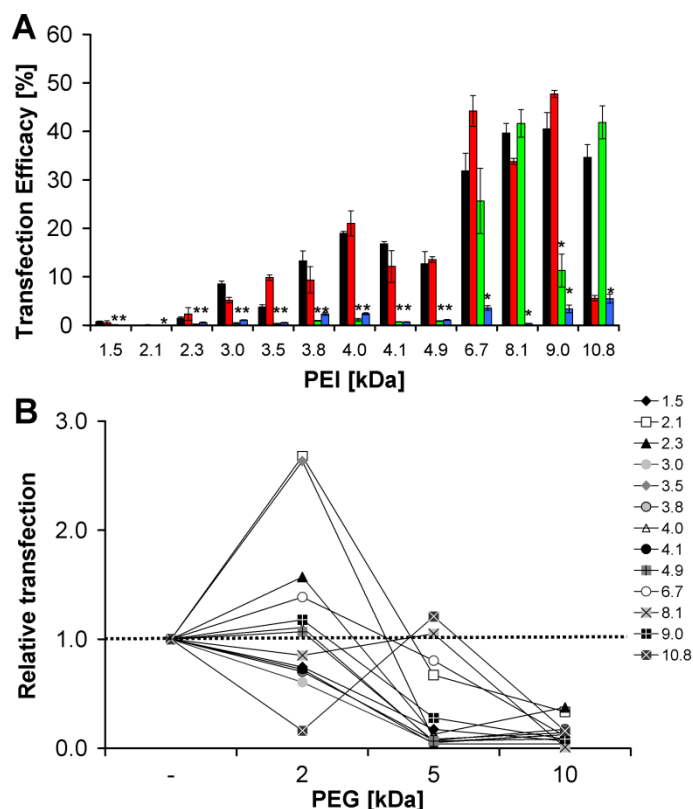 A
Transfection Efficacy [%]
60
50
40
30
20
10
0
** * ** ** ** ** ** ** ** * * * * *
1.5 2.1 2.3 3.0 3.5 3.8 4.0 4.1 4.9 6.7 8.1 9.0 10.8
PEI [kDa]
B
Relative transfection
3.0
2.0
1.0
0.0
- 2 5 10
PEG [kDa]
1.5
2.1
2.3
3.0
3.5
3.8
4.0
4.1
4.9
6.7
8.1
9.0
10.8